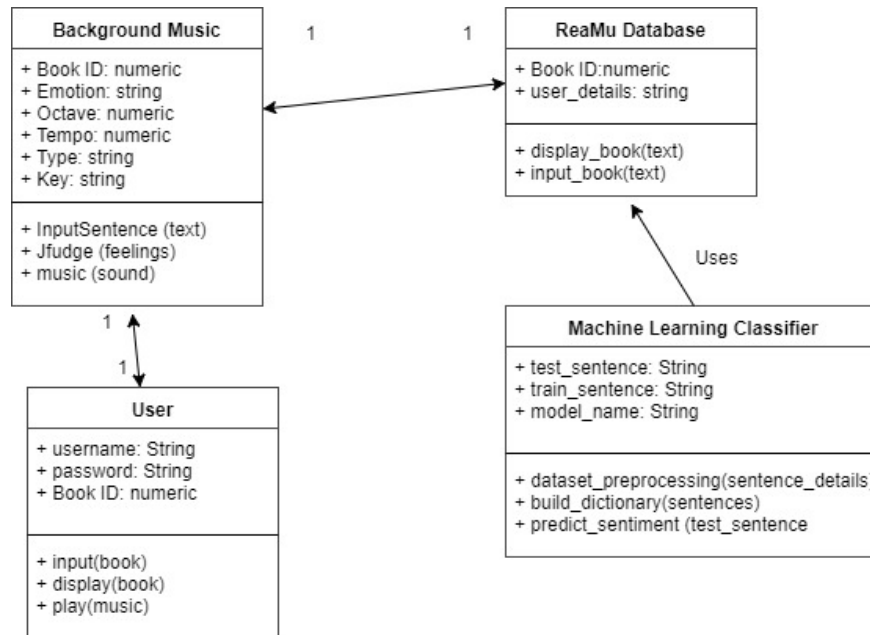 Background Music
+ Book ID: numeric
+ Emotion: string
+ Octave: numeric
+ Tempo: numeric
+ Type: string
+ Key: string
+ InputSentence (text)
+ Jfudge (feelings)
+ music (sound)
1
1
ReaMu Database
+ Book ID:numeric
+ user_details: string
+ display_book(text)
+ input_book(text)
Uses
1
1
User
+ username: String
+ password: String
+ Book ID: numeric
+ input(book)
+ display(book)
+ play(music)
Machine Learning Classifier
+ test_sentence: String
+ train_sentence: String
+ model_name: String
+ dataset_preprocessing(sentence_details)
+ build_dictionary(sentences)
+ predict_sentiment (test_sentence